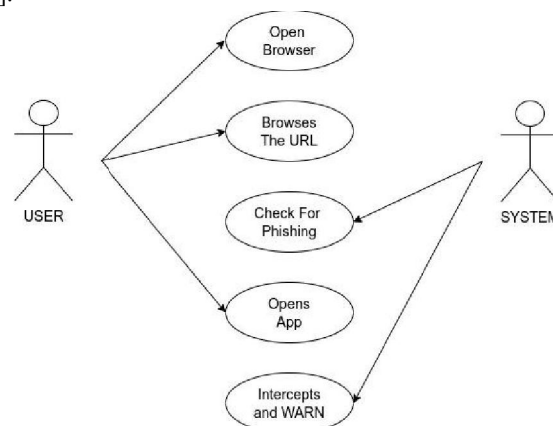 ].
Open
Browser
Browses
The URL
USER
Check For
Phishing
SYSTEM
Opens
App
Intercepts
and WARN